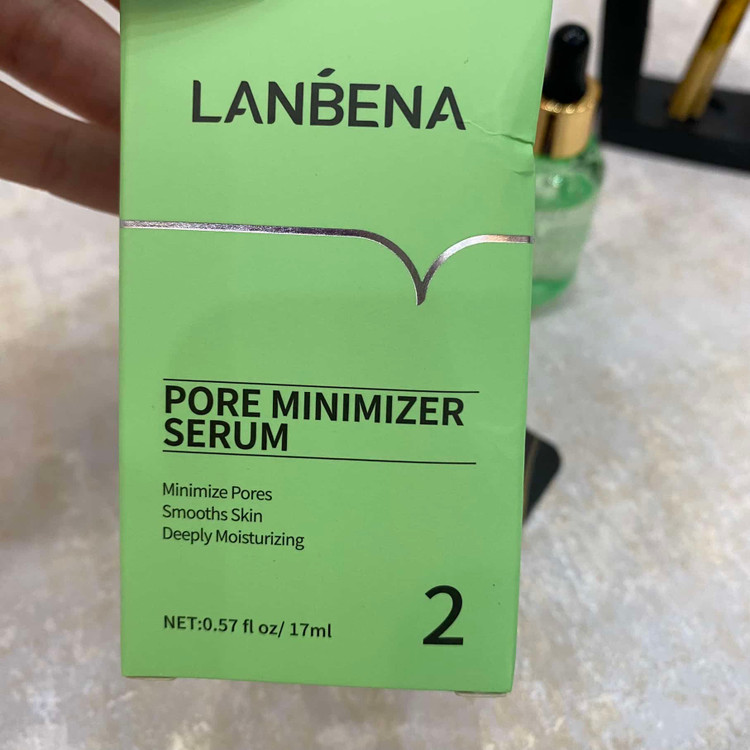 LANBENA
PORE MINIMIZER
SERUM
Minimize Pores
Smooths Skin
Deeply Moisturizing
NET:0.57 fl oz/ 17ml
2